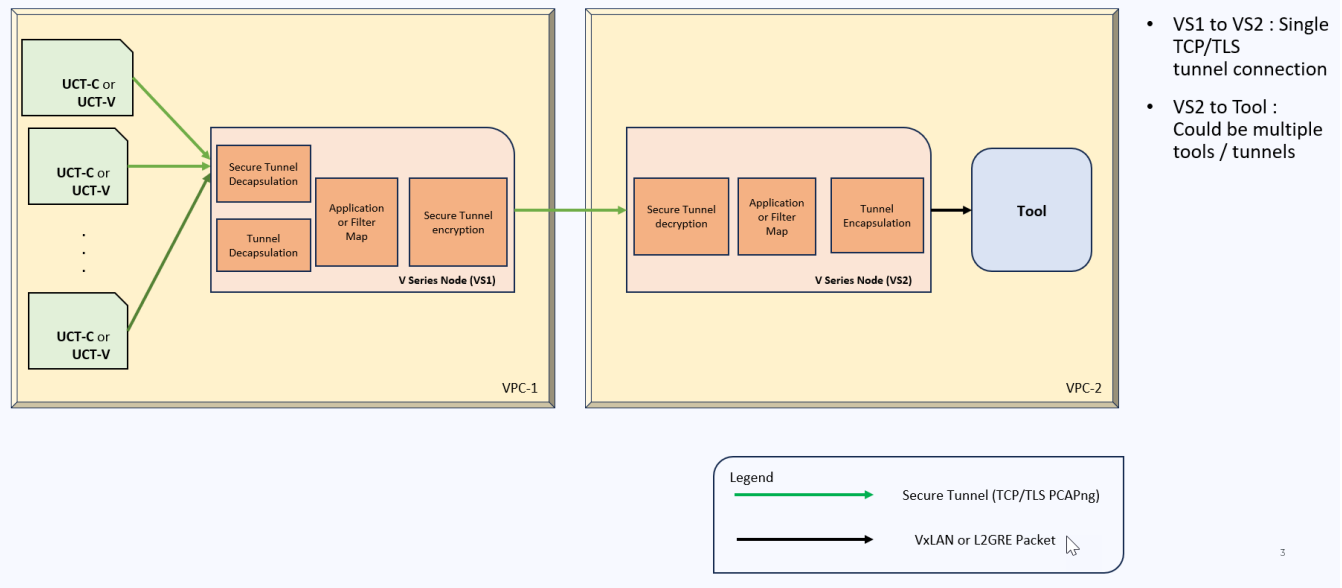 UCT-C or
UCT-V
UCT-C or
UCT-V
.
.
.
UCT-C or
UCT-V
Secure Tunnel
Decapsulation
Tunnel
Decapsulation
Application
or Filter
Map
Secure Tunnel
encryption
V Series Node (VS1)
VPC-1
Secure Tunnel
decryption
Application
or Filter
Map
Tunnel
Encapsulation
V Series Node (VS2)
VPC-2
Tool
• VS1 to VS2 : Single
TCP/TLS
tunnel connection
• VS2 to Tool :
Could be multiple
tools / tunnels
Legend
Secure Tunnel (TCP/TLS PCAPng)
VxLAN or L2GRE Packet
3